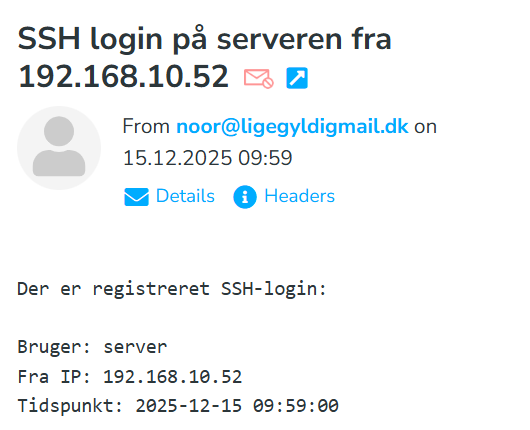 SSH login på serveren fra
192.168.10.52
From noor@ligegyldigmail.dk on
15.12.2025 09:59
Details Headers
Der er registreret SSH-login:
Bruger: server
Fra IP: 192.168.10.52
Tidspunkt: 2025-12-15 09:59:00